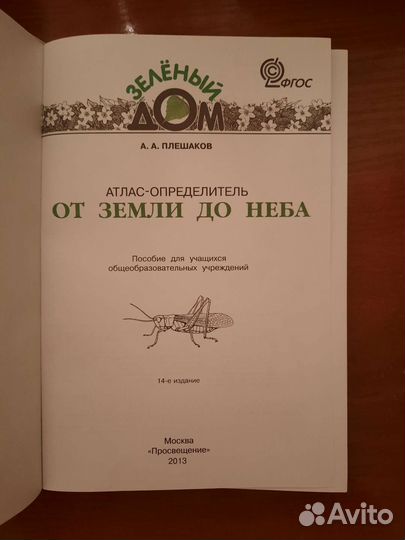 ЗЕЛЁНЫЙ
ДОМ
ФГОС
А. А. ПЛЕШАКОВ
АТЛАС-ОПРЕДЕЛИТЕЛЬ
ОТ ЗЕМЛИ ДО НЕБА
Пособие для учащихся
общеобразовательных учреждений
14-е издание
Москва
«Просвещение»
2013
Avito